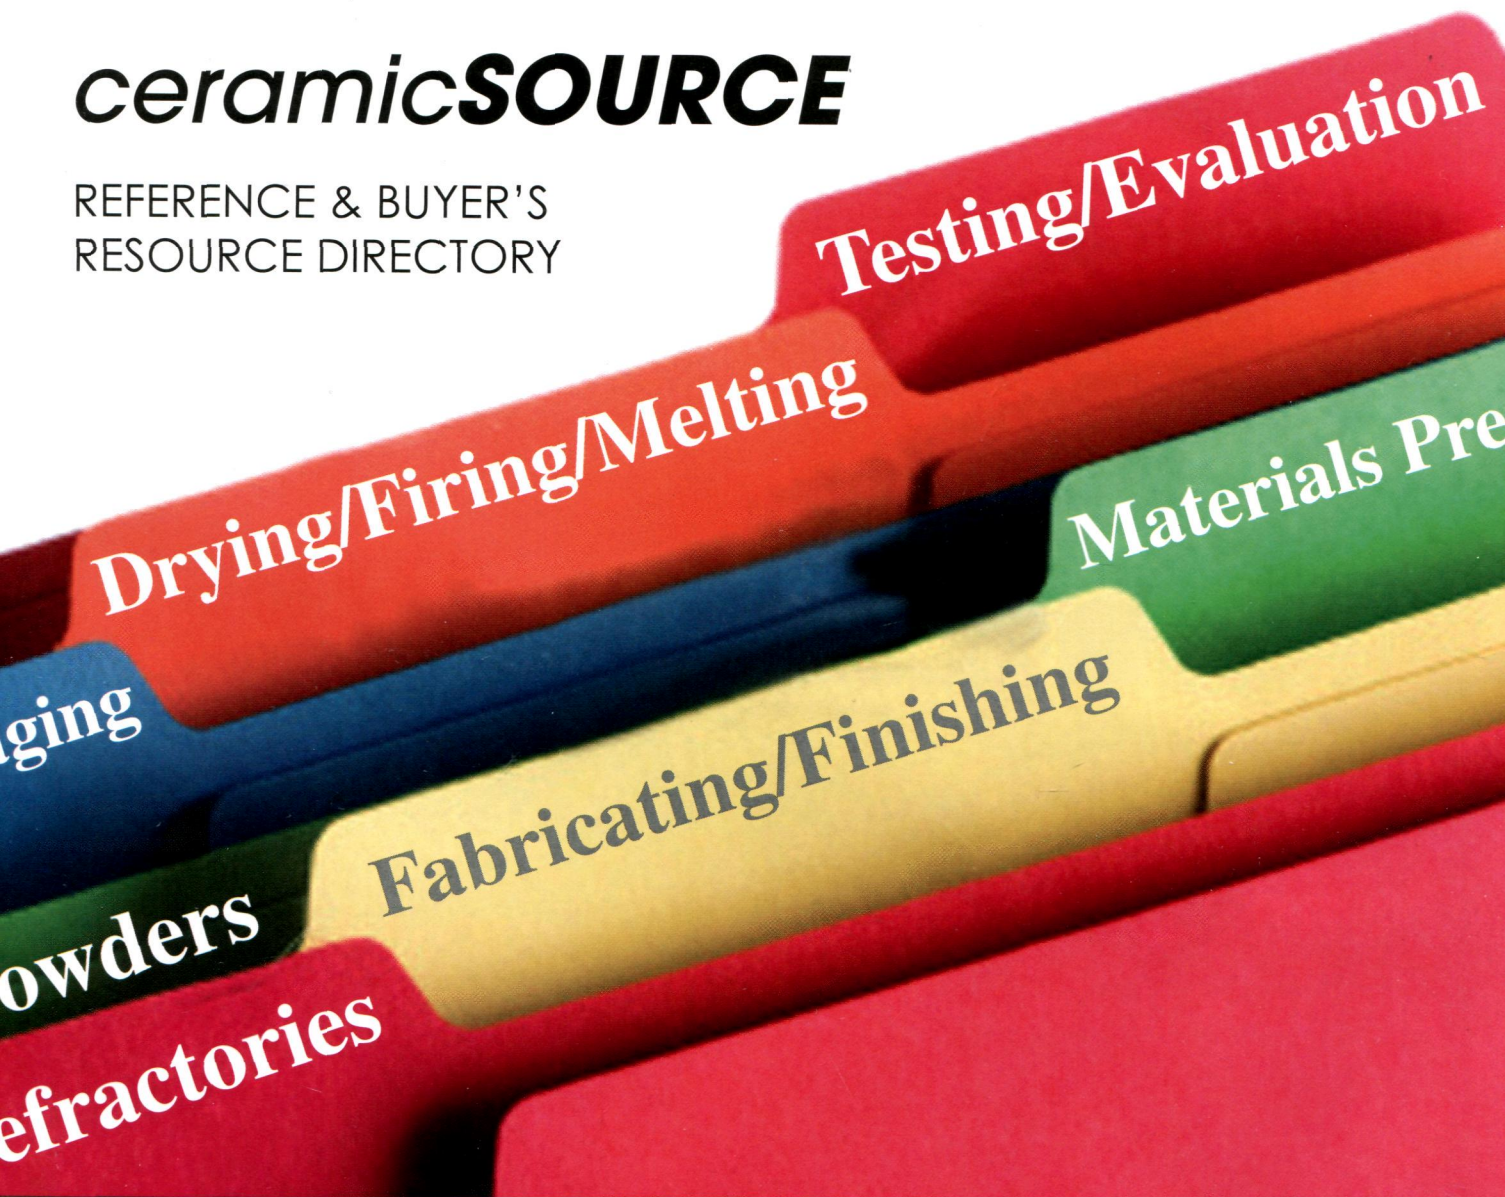 ceramicSOURCE
REFERENCE & BUYER'S
RESOURCE DIRECTORY
Testing/Evaluation
Drying/Firing/Melting
Materials Pre
ging
Fabricating/Finishing
owders
efractories